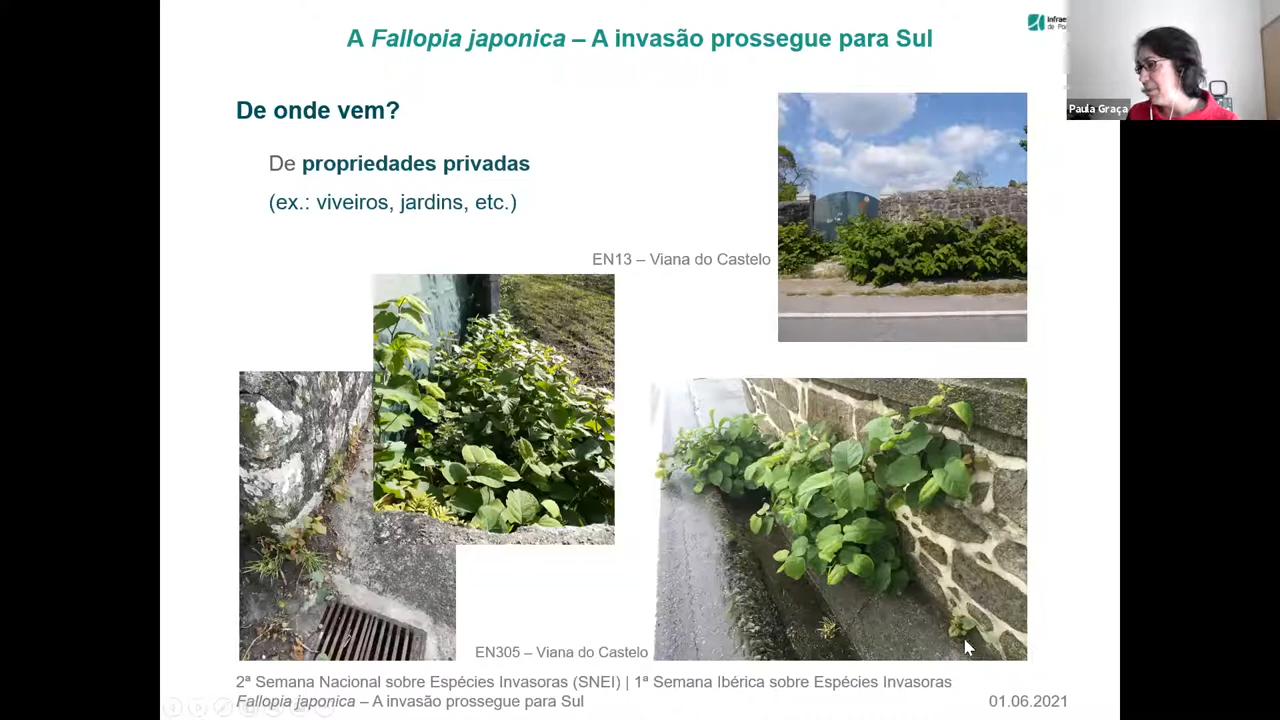 A Fallopia japonica – A invasão prossegue para Sul
De onde vem?
De propriedades privadas
(ex.: viveiros, jardins, etc.)
Paula Graça
EN13 – Viana do Castelo
EN305 – Viana do Castelo
2ª Semana Nacional sobre Espécies Invasoras (SNEI) | 1ª Semana Ibérica sobre Espécies Invasoras
Fallopia japonica – A invasão prossegue para Sul
01.06.2021